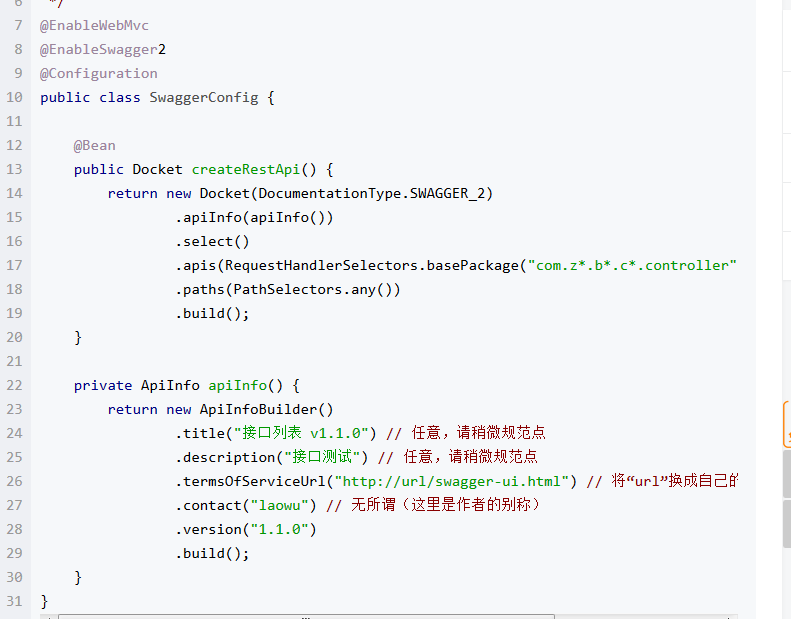 6 */
7 @EnableWebMvc
8 @EnableSwagger2
9 @Configuration
10 public class SwaggerConfig {
11
12 @Bean
13 public Docket createRestApi() {
14 return new Docket(DocumentationType.SWAGGER_2)
15 .apiInfo(apiInfo())
16 .select()
17 .apis(RequestHandlerSelectors.basePackage("com.z*.b*.c*.controller"
18 .paths(PathSelectors.any())
19 .build();
20 }
21
22 private ApiInfo apiInfo() {
23 return new ApiInfoBuilder()
24 .title("接口列表 v1.1.0") // 任意，请稍微规范点
25 .description("接口测试") // 任意，请稍微规范点
26 .termsOfServiceUrl("http://url/swagger-ui.html") // 将“url”换成自己的
27 .contact("laowu") // 无所谓（这里是作者的别称）
28 .version("1.1.0")
29 .build();
30 }
31 }